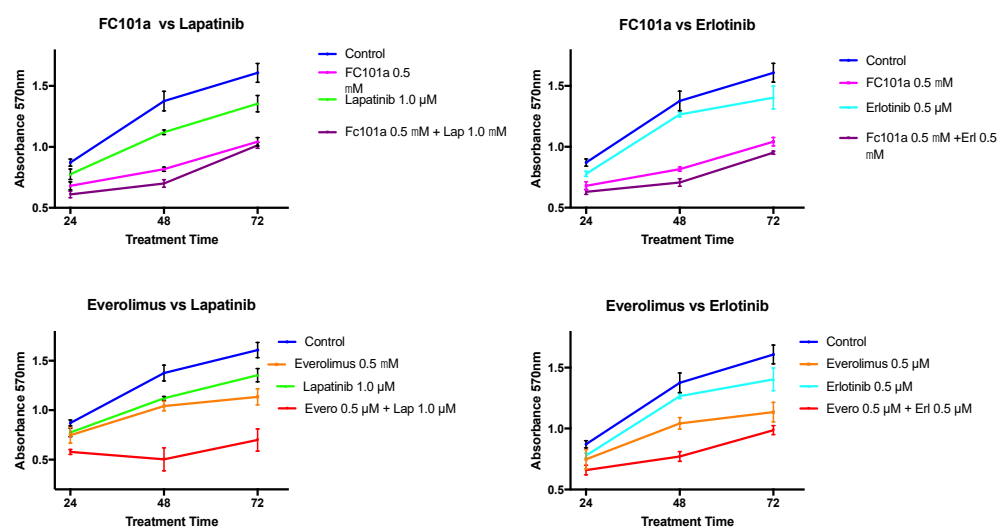 FC101a vs Lapatinib
Absorbance 570nm
1.5
1.0
0.5
24
48
72
Treatment Time
Control
FC101a 0.5
mM
Lapatinib 1.0 μM
Fc101a 0.5 mM + Lap 1.0 mM
FC101a vs Erlotinib
Absorbance 570nm
1.5
1.0
0.5
24
48
72
Treatment Time
Control
FC101a 0.5 mM
Erlotinib 0.5 μM
Fc101a 0.5 mM +Erl 0.5
mM
Everolimus vs Lapatinib
Absorbance 570nm
1.5
1.0
0.5
24
48
72
Treatment Time
Control
Everolimus 0.5 mM
Lapatinib 1.0 μM
Evero 0.5 μM + Lap 1.0 μM
Everolimus vs Erlotinib
Absorbance 570nm
1.5
1.0
0.5
24
48
72
Treatment Time
Control
Everolimus 0.5 μM
Erlotinib 0.5 μM
Evero 0.5 μM + Erl 0.5 μM